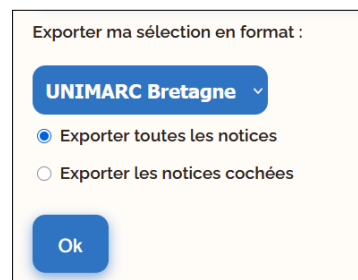 Exporter ma sélection en format :
UNIMARC Bretagne
Exporter toutes les notices
Exporter les notices cochées
Ok